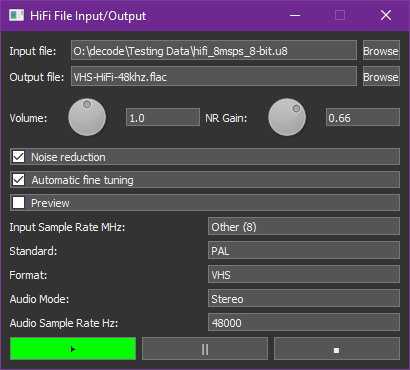 HiFi File Input/Output
Input file: O:\decode\Testing Data\hifi_8msps_8-bit.u8 Browse
Output file: VHS-HiFi-48khz.flac Browse
Volume: 1.0 NR Gain: 0.66
Noise reduction
Automatic fine tuning
Preview
Input Sample Rate MHz: Other (8)
Standard: PAL
Format: VHS
Audio Mode: Stereo
Audio Sample Rate Hz: 48000